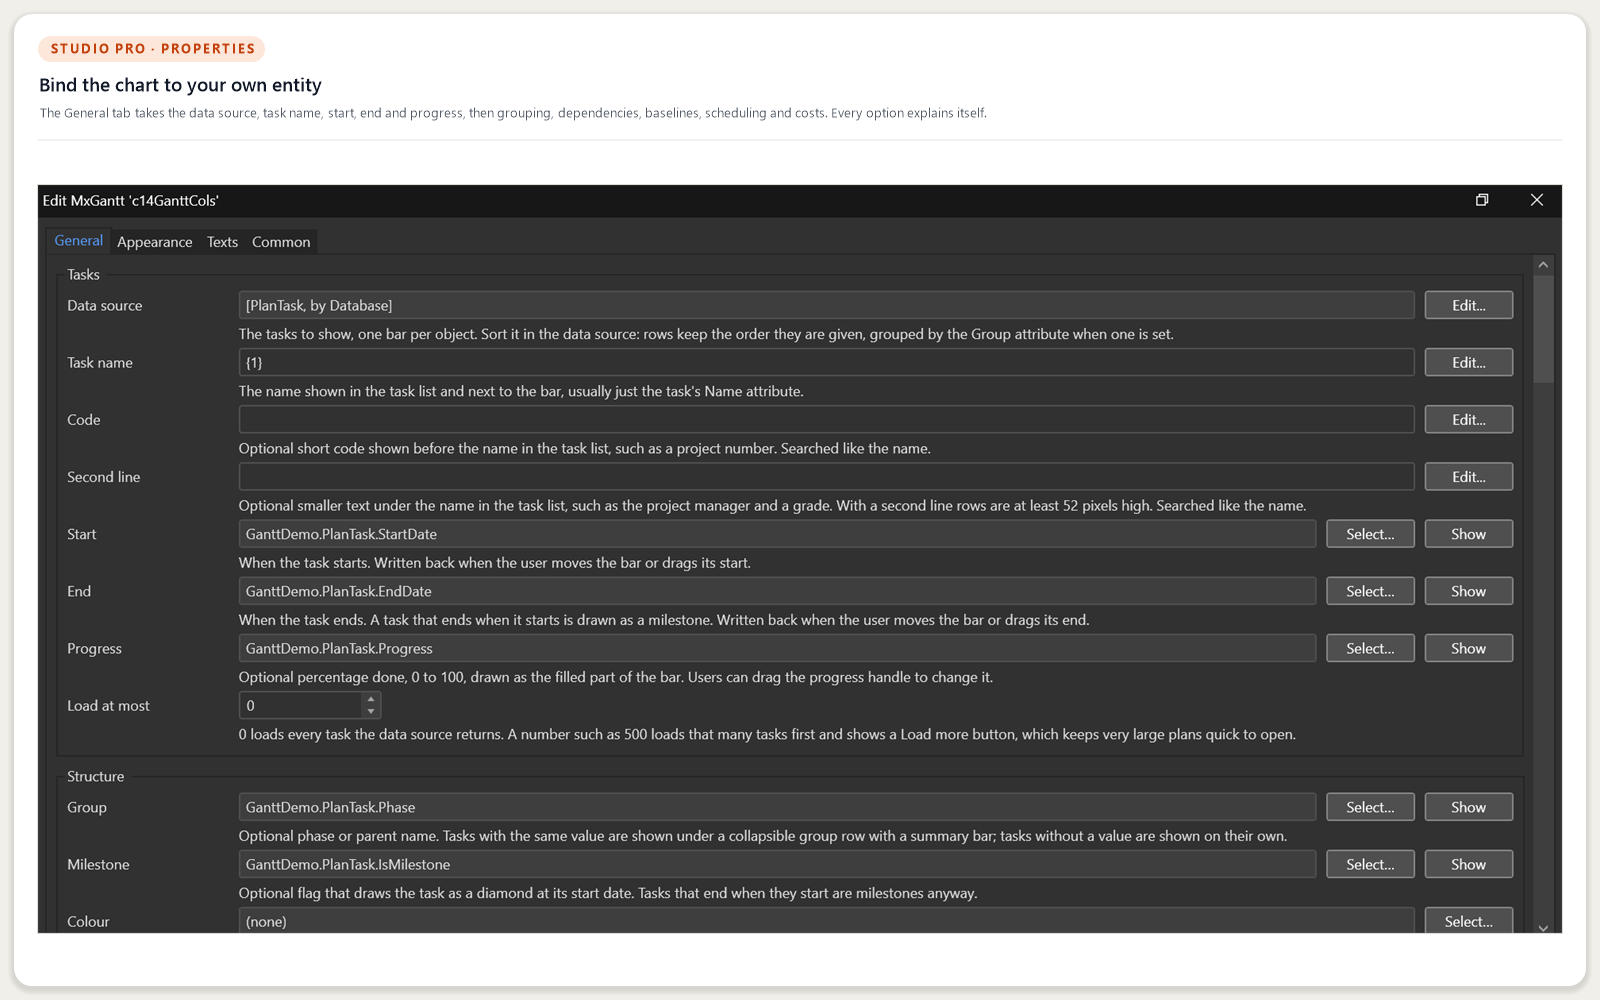 STUDIO PRO · PROPERTIES
Bind the chart to your own entity
The General tab takes the data source, task name, start, end and progress, then grouping, dependencies, baselines, scheduling and costs. Every option explains itself.
Edit MxGantt 'c14GanttCols'
General Appearance Texts Common
Tasks
Data source [PlanTask, by Database] Edit...
The tasks to show, one bar per object. Sort it in the data source: rows keep the order they are given, grouped by the Group attribute when one is set.
Task name {1} Edit...
The name shown in the task list and next to the bar, usually just the task's Name attribute.
Code Edit...
Optional short code shown before the name in the task list, such as a project number. Searched like the name.
Second line Edit...
Optional smaller text under the name in the task list, such as the project manager and a grade. With a second line rows are at least 52 pixels high. Searched like the name.
Start GanttDemo.PlanTask.StartDate Select... Show
When the task starts. Written back when the user moves the bar or drags its start.
End GanttDemo.PlanTask.EndDate Select... Show
When the task ends. A task that ends when it starts is drawn as a milestone. Written back when the user moves the bar or drags its end.
Progress GanttDemo.PlanTask.Progress Select... Show
Optional percentage done, 0 to 100, drawn as the filled part of the bar. Users can drag the progress handle to change it.
Load at most 0
0 loads every task the data source returns. A number such as 500 loads that many tasks first and shows a Load more button, which keeps very large plans quick to open.
Structure
Group GanttDemo.PlanTask.Phase Select... Show
Optional phase or parent name. Tasks with the same value are shown under a collapsible group row with a summary bar; tasks without a value are shown on their own.
Milestone GanttDemo.PlanTask.IsMilestone Select... Show
Optional flag that draws the task as a diamond at its start date. Tasks that end when they start are milestones anyway.
Colour (none) Select...